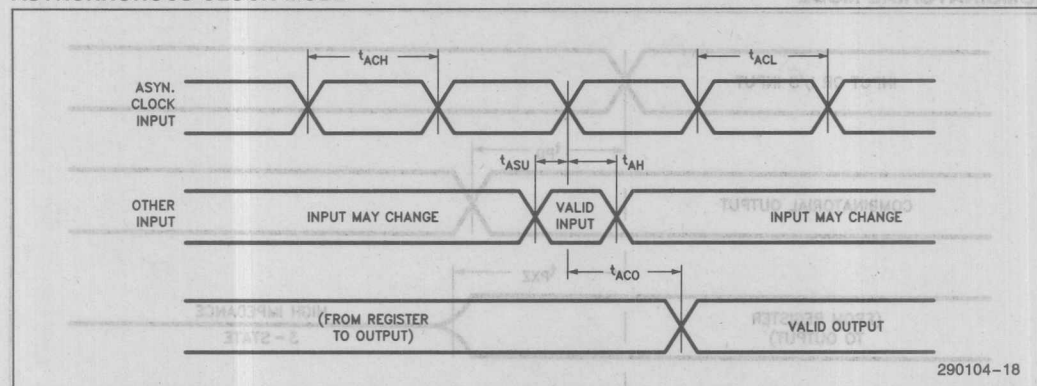 tACH
tACL
ASYN.
CLOCK
INPUT
tASU
tAH
OTHER
INPUT
INPUT MAY CHANGE
VALID
INPUT
INPUT MAY CHANGE
tACO
(FROM REGISTER
TO OUTPUT)
VALID OUTPUT
290104-18